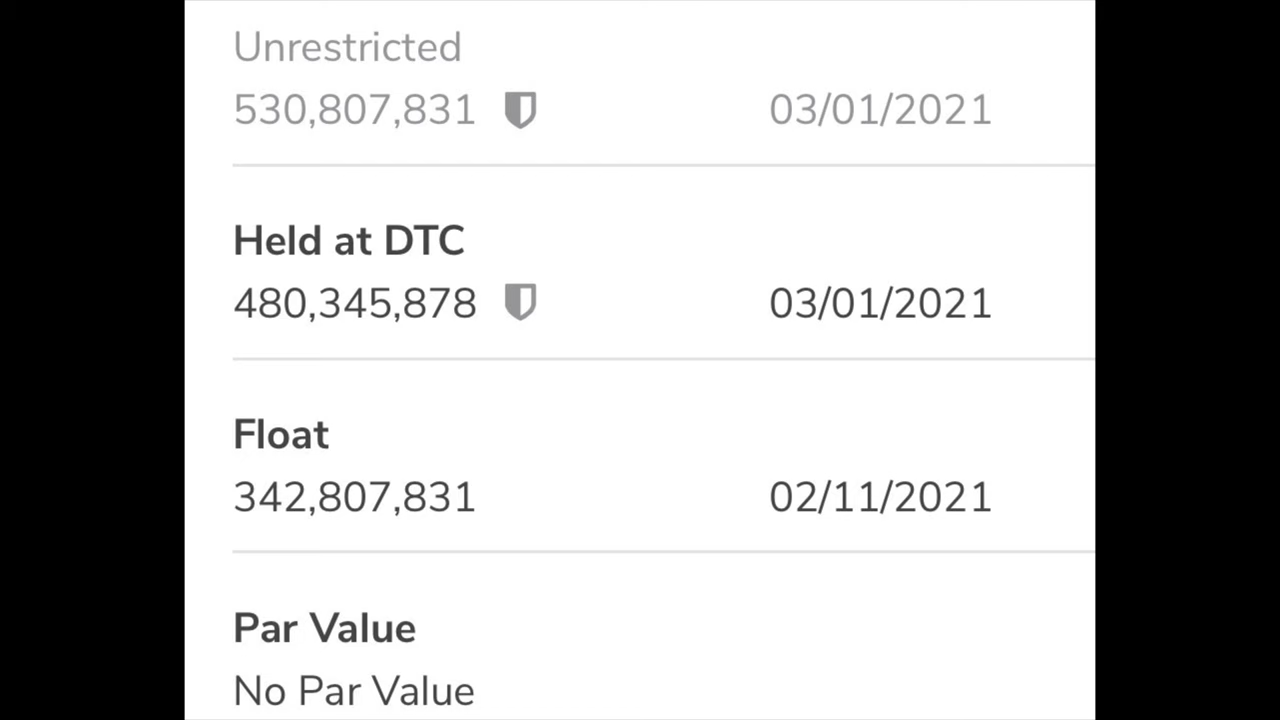 Unrestricted
530,807,831 03/01/2021
Held at DTC
480,345,878 03/01/2021
Float
342,807,831 02/11/2021
Par Value
No Par Value